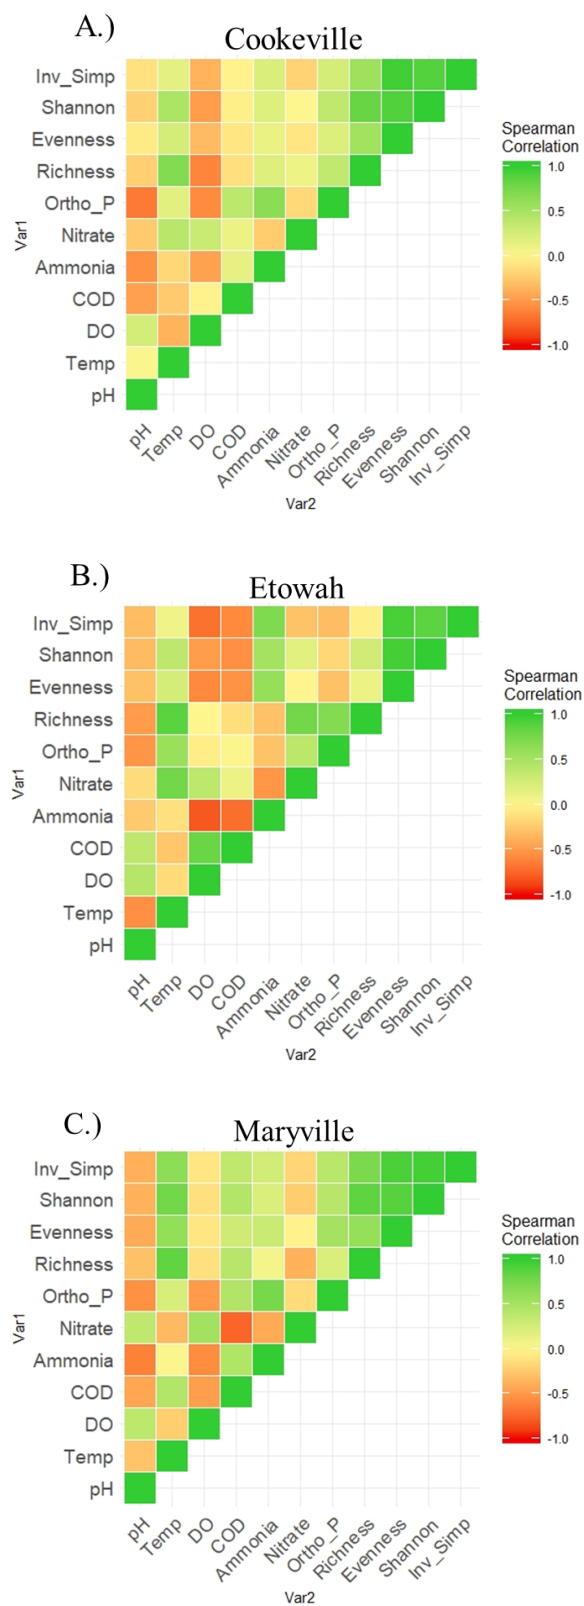 A.)
Cookeville
Inv_Simp
Shannon
Evenness
Richness
Ortho_P
Nitrate
Ammonia
COD
DO
Temp
pH
Var1
pH Temp DO COD Ammonia Nitrate Ortho_P Richness Evenness Shannon Inv_Simp
Var2
Spearman
Correlation
1.0
0.5
0.0
-0.5
-1.0
B.)
Etowah
Inv_Simp
Shannon
Evenness
Richness
Ortho_P
Nitrate
Ammonia
COD
DO
Temp
pH
Var1
pH Temp DO COD Ammonia Nitrate Ortho_P Richness Evenness Shannon Inv_Simp
Var2
Spearman
Correlation
1.0
0.5
0.0
-0.5
-1.0
C.)
Maryville
Inv_Simp
Shannon
Evenness
Richness
Ortho_P
Nitrate
Ammonia
COD
DO
Temp
pH
Var1
pH Temp DO COD Ammonia Nitrate Ortho_P Richness Evenness Shannon Inv_Simp
Var2
Spearman
Correlation
1.0
0.5
0.0
-0.5
-1.0